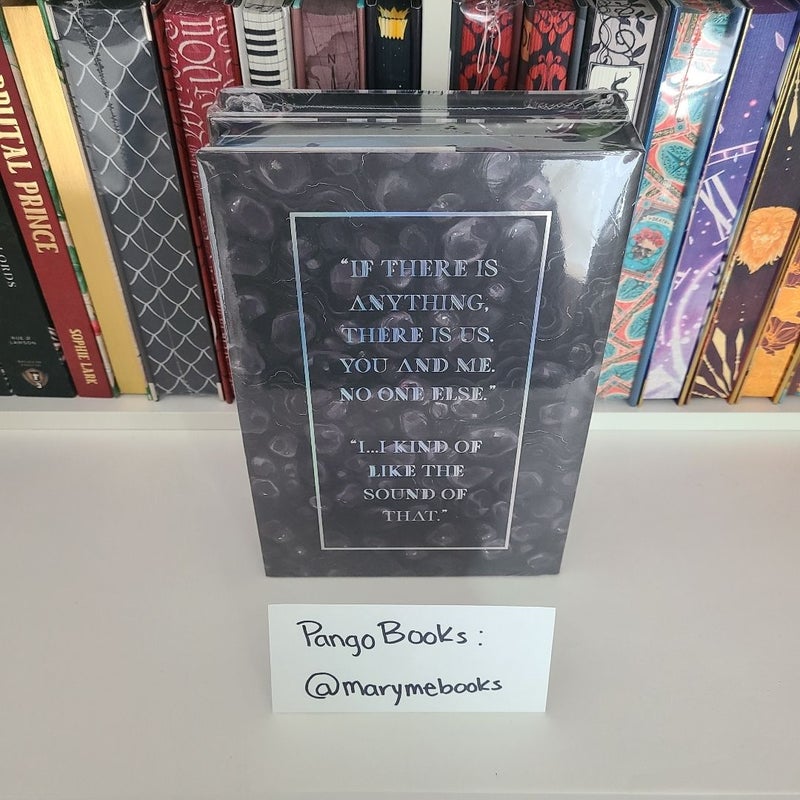 BRUTAL PRINCE
SOPHIE LARK
LORDS
“IF THERE IS
ANYTHING,
THERE IS US.
YOU AND ME.
NO ONE ELSE.”
“I...I KIND OF
LIKE THE
SOUND OF
THAT.”
Pango Books:
@marymebooks